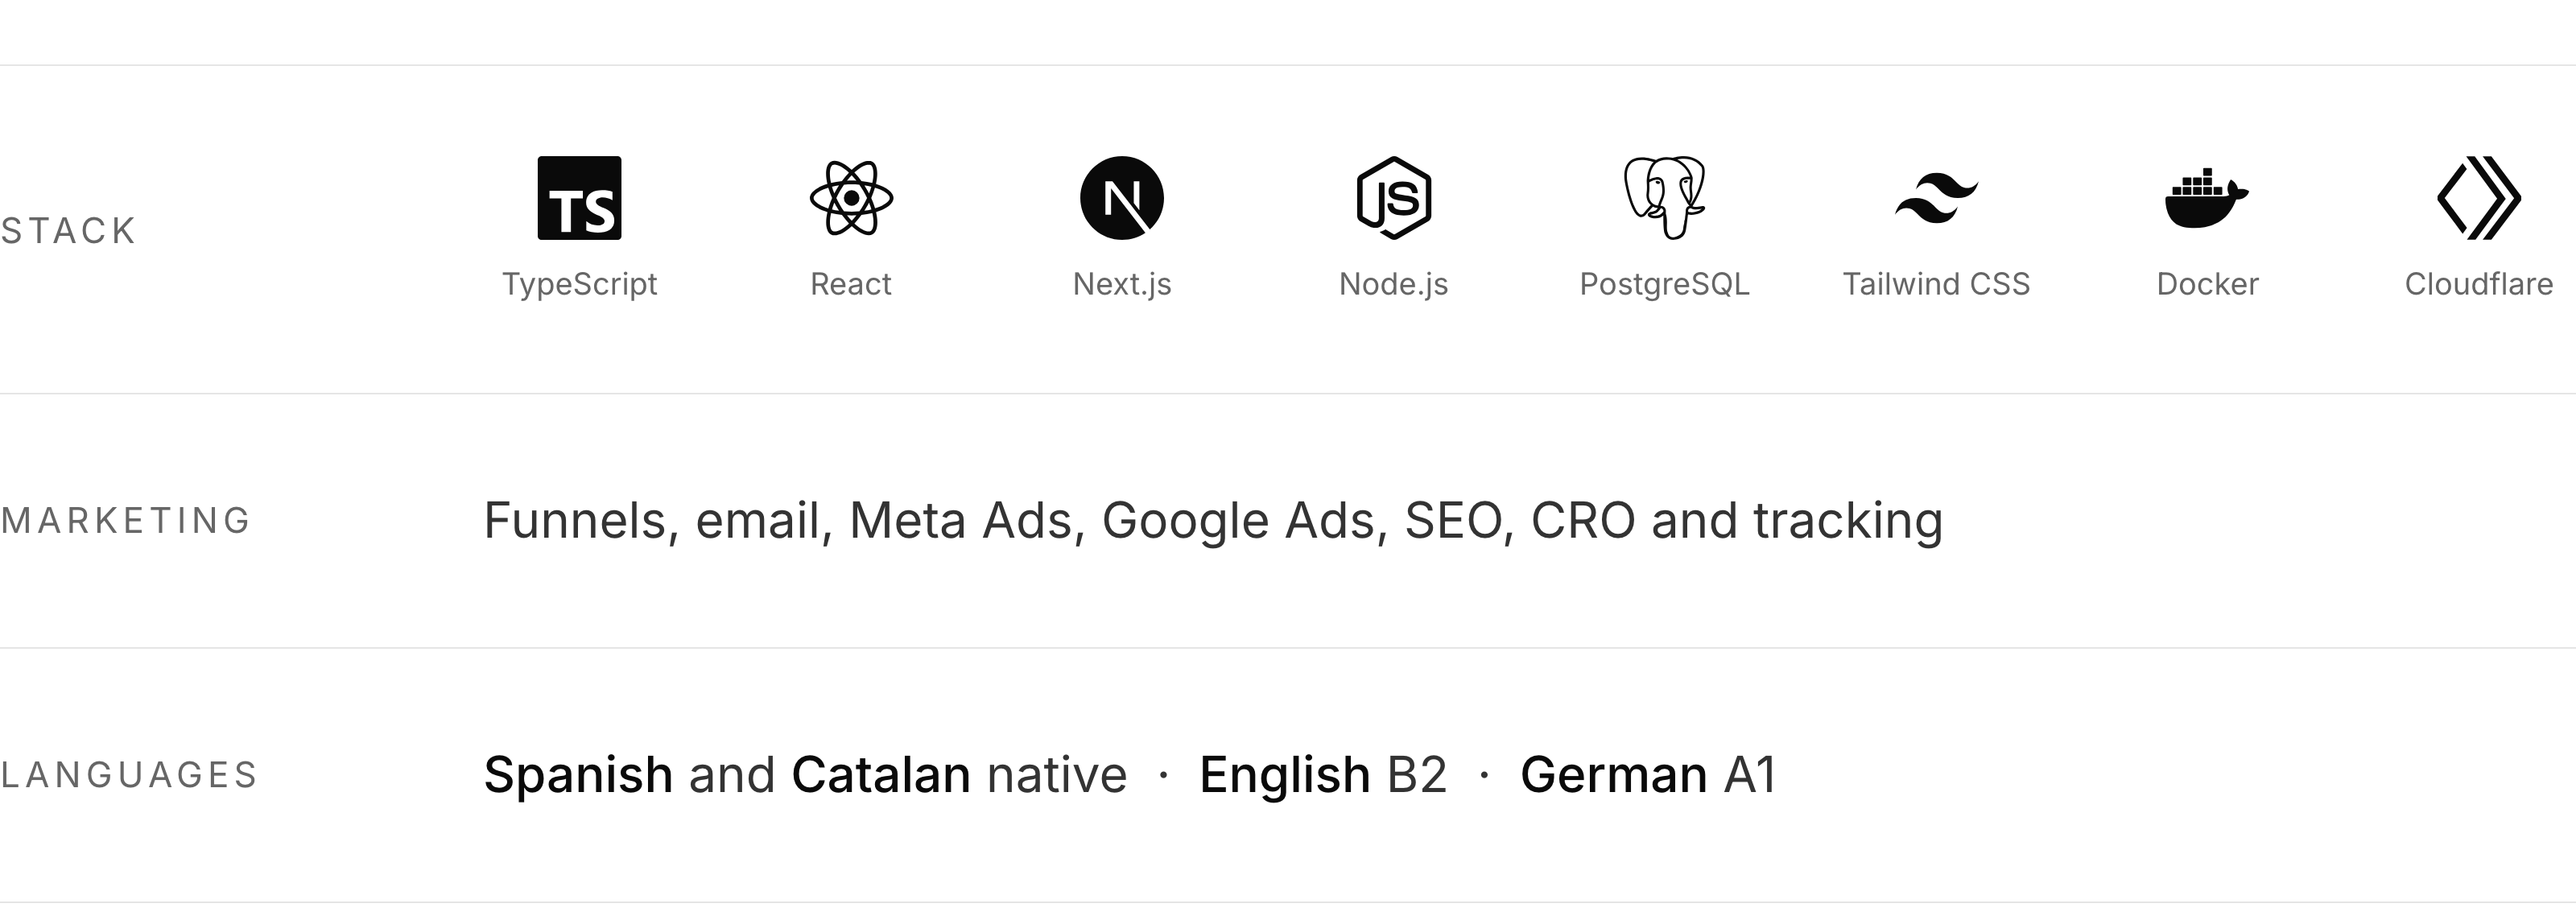 STACK
TS
N
JS
TypeScript React Next.js Node.js PostgreSQL Tailwind CSS Docker Cloudflare
MARKETING
Funnels, email, Meta Ads, Google Ads, SEO, CRO and tracking
LANGUAGES
Spanish and Catalan native · English B2 · German A1